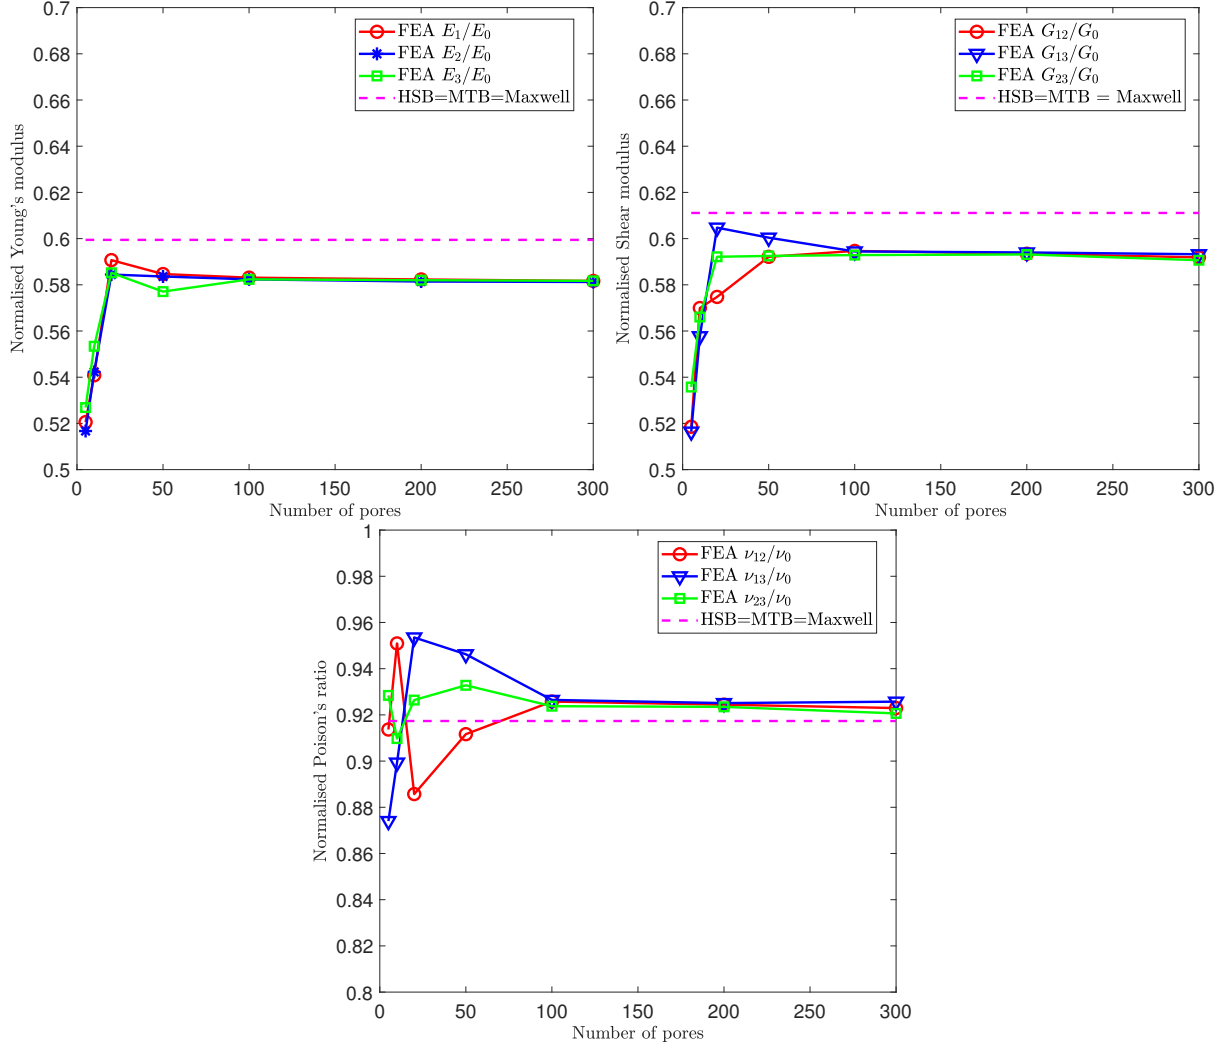 0.7
0.68
0.66
0.64
0.62
0.6
0.58
0.56
0.54
0.52
0.5
Normalised Young's modulus
FEA E₁/E₀
FEA E₂/E₀
FEA E₃/E₀
HSB=MTB=Maxwell
0 50 100 150 200 250 300
Number of pores
0.7
0.68
0.66
0.64
0.62
0.6
0.58
0.56
0.54
0.52
0.5
Normalised Shear modulus
FEA G₁₂/G₀
FEA G₁₃/G₀
FEA G₂₃/G₀
HSB=MTB = Maxwell
0 50 100 150 200 250 300
Number of pores
1
0.98
0.96
0.94
0.92
0.9
0.88
0.86
0.84
0.82
0.8
Normalised Poison's ratio
FEA ν₁₂/ν₀
FEA ν₁₃/ν₀
FEA ν₂₃/ν₀
HSB=MTB=Maxwell
0 50 100 150 200 250 300
Number of pores